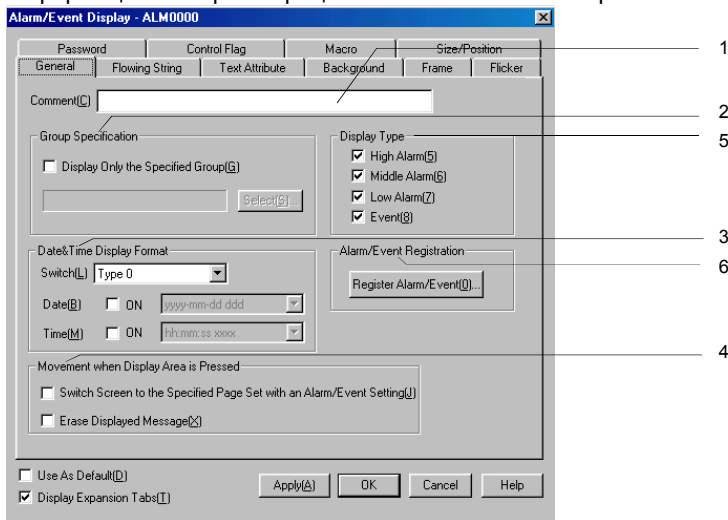 Alarm/Event Display - ALM0000
Password Control Flag Macro Size/Position
General Flowing String Text Attribute Background Frame Flicker
1
Comment(C)
2
Group Specification
Display Only the Specified Group(G)
Select(S)...
Display Type
5
High Alarm(5)
Middle Alarm(6)
Low Alarm(7)
Event(8)
3
Date&Time Display Format
Switch(L) Type 0
Date(B) ON yyyy-mm-dd ddd
Time(M) ON hh:mm:ss xxxx
Alarm/Event Registration
6
Register Alarm/Event(0)...
4
Movement when Display Area is Pressed
Switch Screen to the Specified Page Set with an Alarm/Event Setting(J)
Erase Displayed Message(X)
Use As Default(D)
Display Expansion Tabs(T)
Apply(A) OK Cancel Help